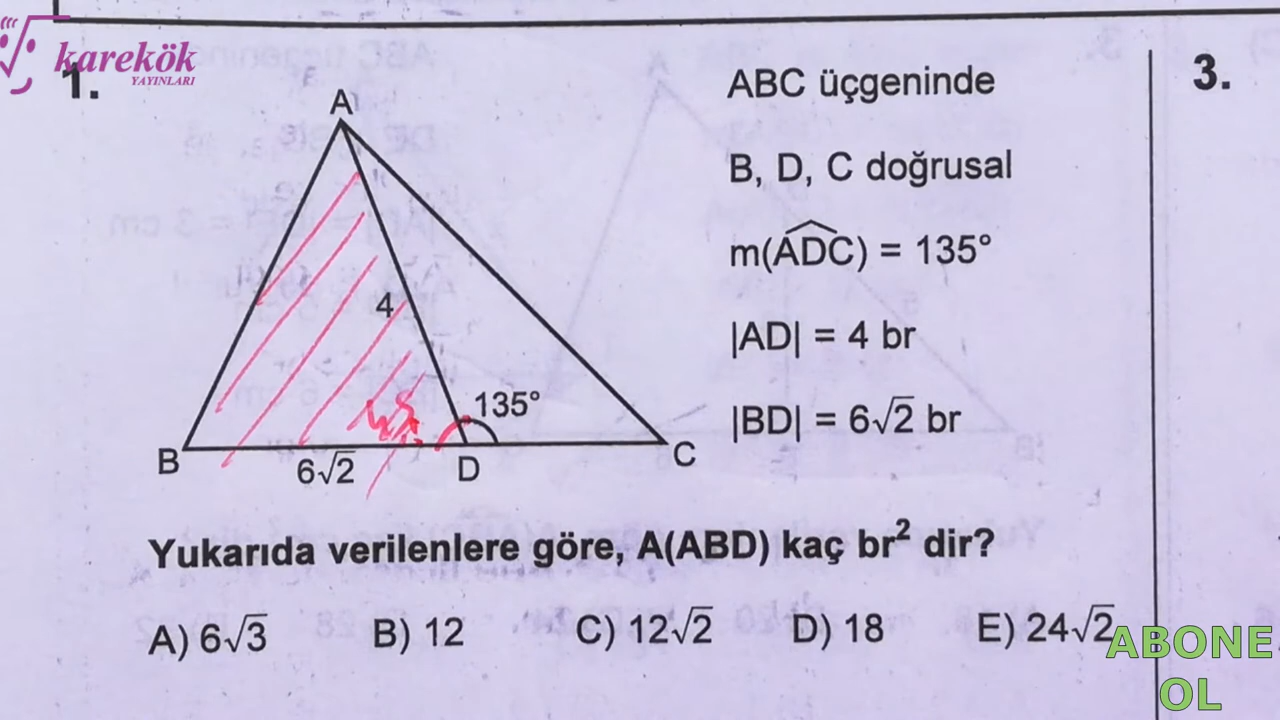 karekök
YAYINLARI
1.
A
4
135°
45
B
6√2
D
C
ABC üçgeninde
B, D, C doğrusal
m(ADC) = 135°
|AD| = 4 br
|BD| = 6√2 br
Yukarıda verilenlere göre, A(ABD) kaç br² dir?
A) 6√3 B) 12 C) 12√2 D) 18 E) 24√2
3.
ABONE
OL